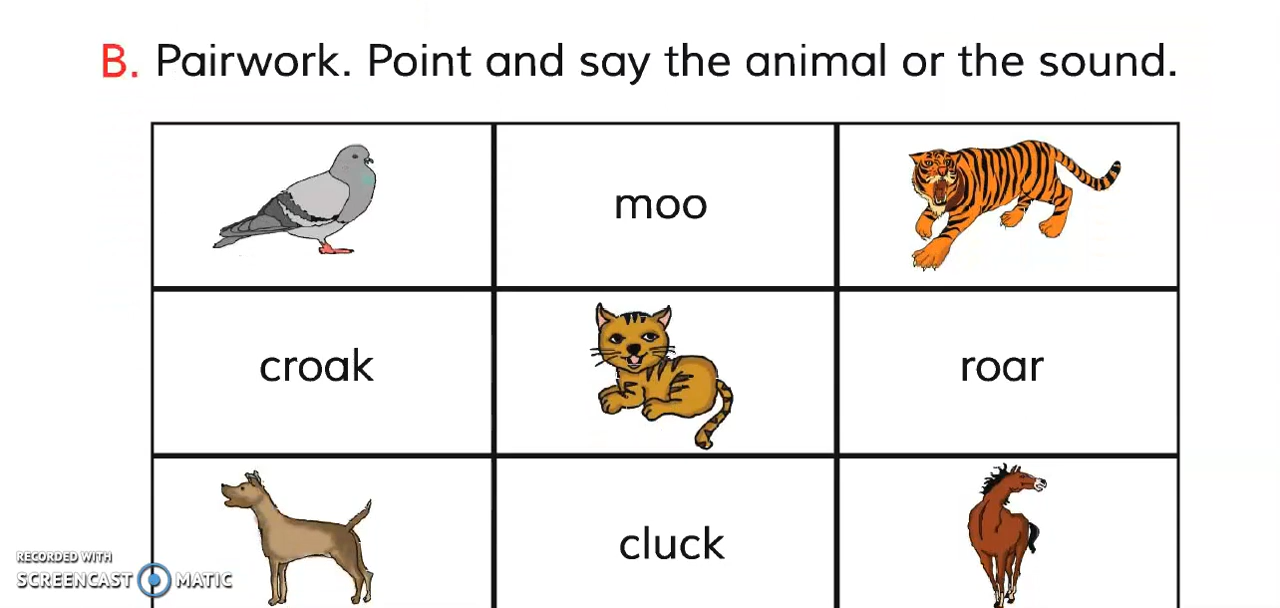 B. Pairwork. Point and say the animal or the sound.
moo
croak
roar
cluck
RECORDED WITH
SCREENCAST MATIC